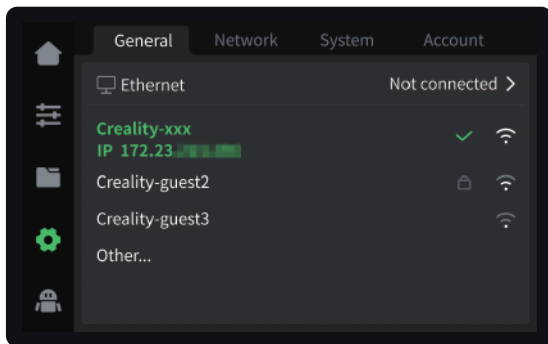 General Network System Account
Ethernet Not connected
Creality-xxx
IP 172.23
Creality-guest2
Creality-guest3
Other...